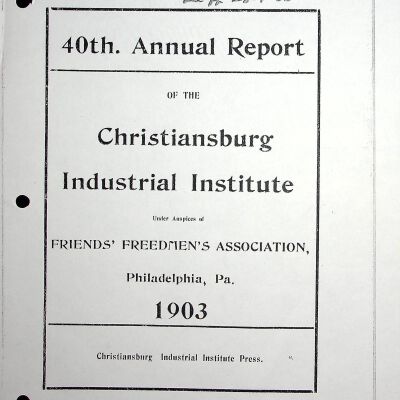 40th. Annual Report
OF THE
Christiansburg
Industrial Institute
Under Auspices of
FRIENDS' FREEDMEN'S ASSOCIATION,
Philadelphia, Pa.
1903
Christiansburg Industrial Institute Press.